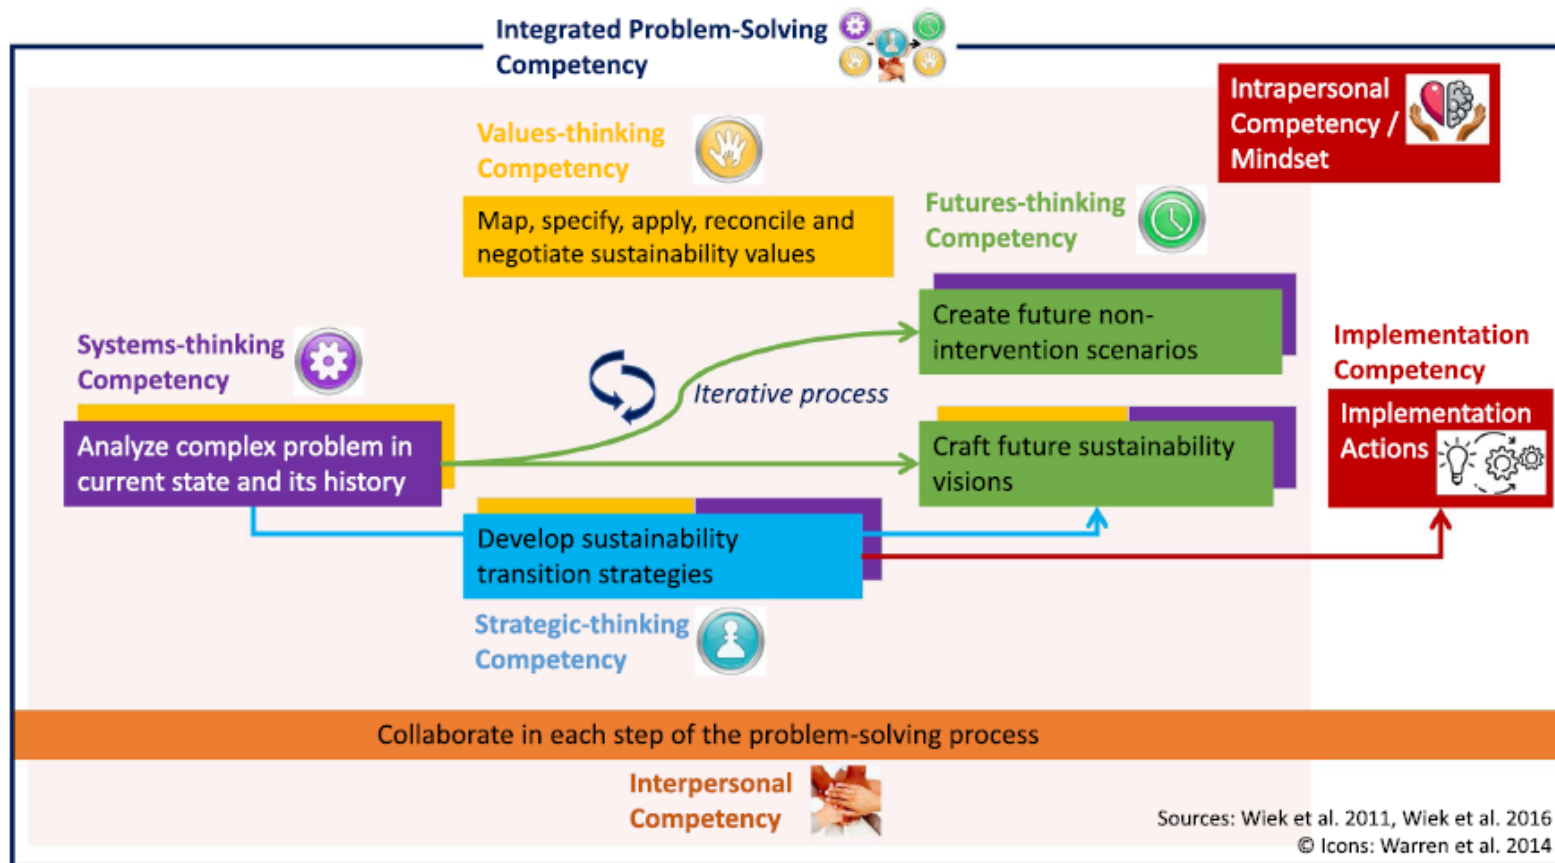 Integrated Problem-Solving
Competency
Intrapersonal
Competency /
Mindset
Values-thinking
Competency
Map, specify, apply, reconcile and
negotiate sustainability values
Futures-thinking
Competency
Create future non-
intervention scenarios
Systems-thinking
Competency
Iterative process
Implementation
Competency
Analyze complex problem in
current state and its history
Craft future sustainability
visions
Implementation
Actions
Develop sustainability
transition strategies
Strategic-thinking
Competency
Collaborate in each step of the problem-solving process
Interpersonal
Competency
Sources: Wiek et al. 2011, Wiek et al. 2016
© Icons: Warren et al. 2014